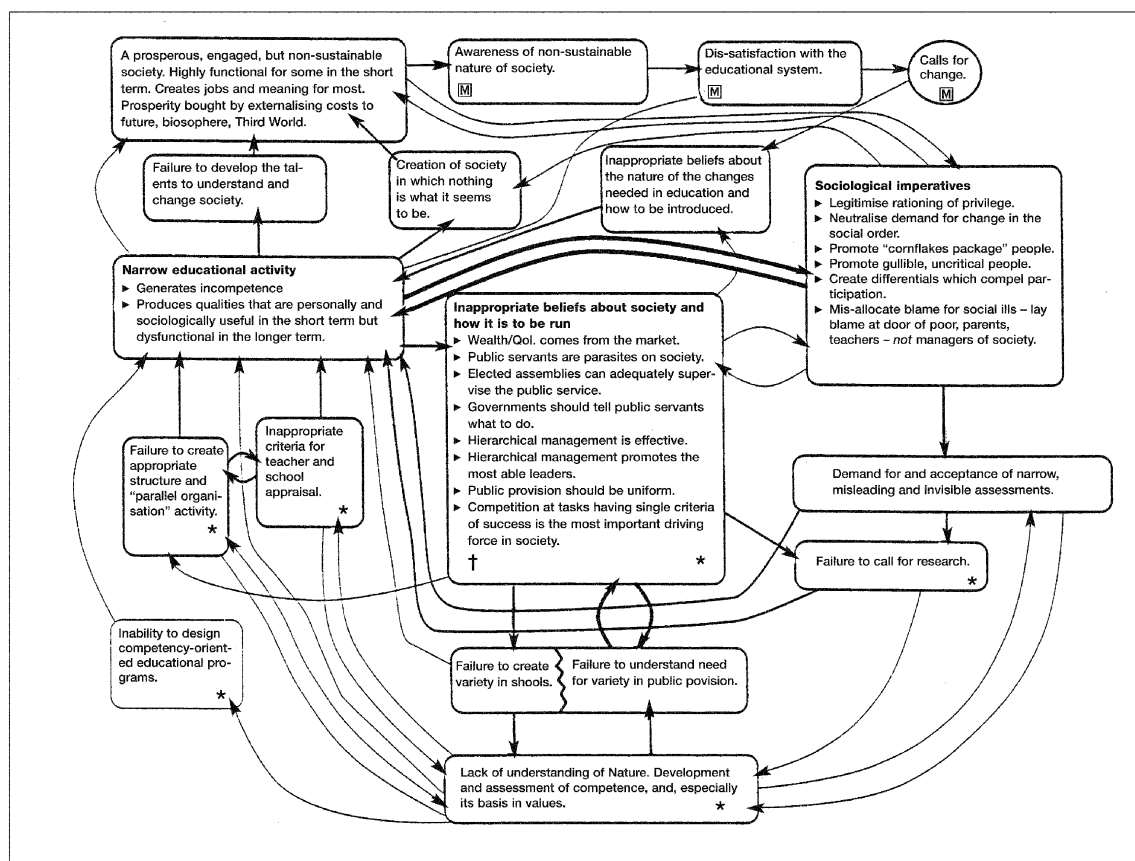 A prosperous, engaged, but non-sustainable
society. Highly functional for some in the short
term. Creates jobs and meaning for most.
Prosperity bought by externalising costs to
future, biosphere, Third World.
Awareness of non-sustainable
nature of society.
M
Dis-satisfaction with the
educational system.
M
Calls for
change.
M
Failure to develop the tal-
ents to understand and
change society.
Creation of society
in which nothing
is what it seems
to be.
Inappropriate beliefs about
the nature of the changes
needed in education and
how to be introduced.
Sociological imperatives
► Legitimise rationing of privilege.
► Neutralise demand for change in the
social order.
► Promote “cornflakes package” people.
► Promote gullible, uncritical people.
► Create differentials which compel par-
ticipation.
► Mis-allocate blame for social ills – lay
blame at door of poor, parents,
teachers – not managers of society.
Narrow educational activity
► Generates incompetence
► Produces qualities that are personally and
sociologically useful in the short term but
dysfunctional in the longer term.
Inappropriate beliefs about society and
how it is to be run
► Wealth/Qol. comes from the market.
► Public servants are parasites on society.
► Elected assemblies can adequately super-
vise the public service.
► Governments should tell public servants
what to do.
► Hierarchical management is effective.
► Hierarchical management promotes the
most able leaders.
► Public provision should be uniform.
► Competition at tasks having single criteria
of success is the most important driving
force in society.
† *
Failure to create
appropriate
structure and
“parallel organi-
sation” activity.
*
Inappropriate
criteria for
teacher and
school
appraisal.
*
Demand for and acceptance of narrow,
misleading and invisible assessments.
Failure to call for research.
*
Inability to design
competency-orient-
ed educational pro-
grams.
*
Failure to create
variety in shools.
Failure to understand need
for variety in public povision.
Lack of understanding of Nature. Development
and assessment of competence, and, especially
its basis in values.
*